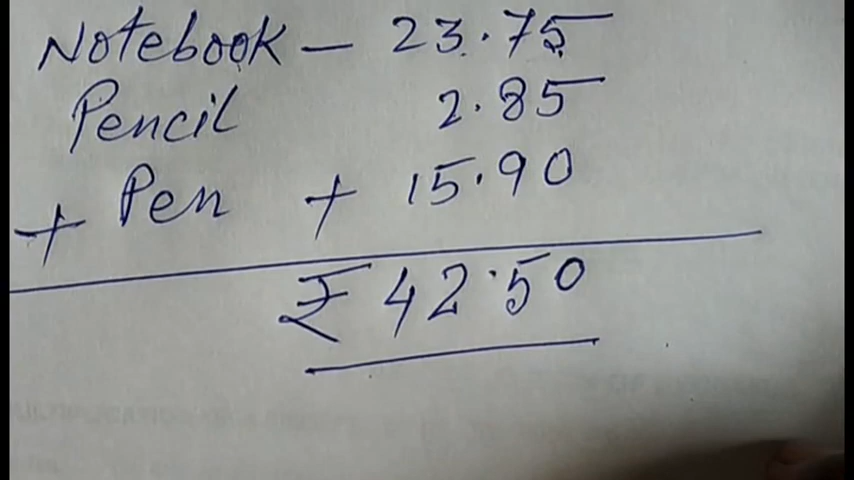 Notebook - 23.75
Pencil 2.85
+ Pen + 15.90
₹ 42.50